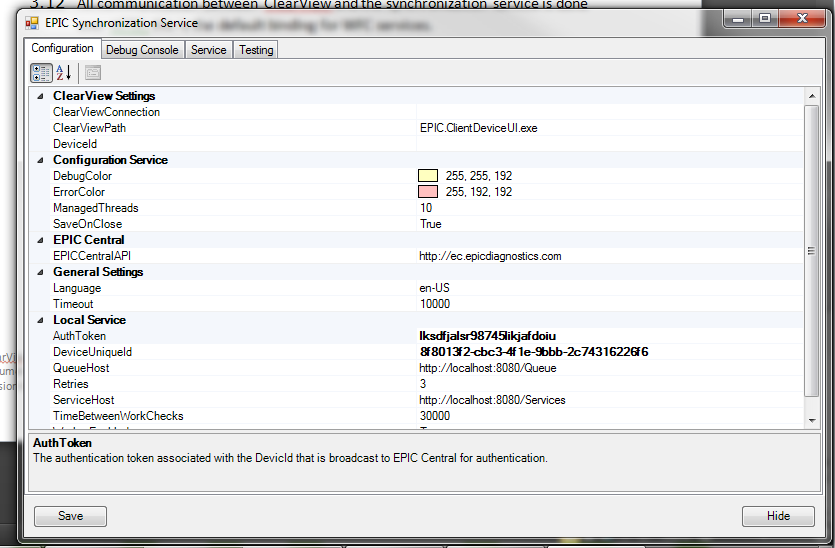 3.12 All communication between ClearView and the synchronization service is done
default binding for WFC services.
EPIC Synchronization Service
Configuration Debug Console Service Testing
ClearView Settings
ClearViewConnection
ClearViewPath EPIC.ClientDeviceUI.exe
DeviceId
Configuration Service
DebugColor 255, 255, 192
ErrorColor 255, 192, 192
ManagedThreads 10
SaveOnClose True
EPIC Central
EPICCentralAPI http://ec.epicdiagnostics.com
General Settings
Language en-US
Timeout 10000
Local Service
AuthToken lksdfjalsr98745likjafdoiu
DeviceUniqueId 8f8013f2-cbc3-4f1e-9bbb-2c74316226f6
QueueHost http://localhost:8080/Queue
Retries 3
ServiceHost http://localhost:8080/Services
TimeBetweenWorkChecks 30000
AuthToken
The authentication token associated with the DevicId that is broadcast to EPIC Central for authentication.
Save Hide